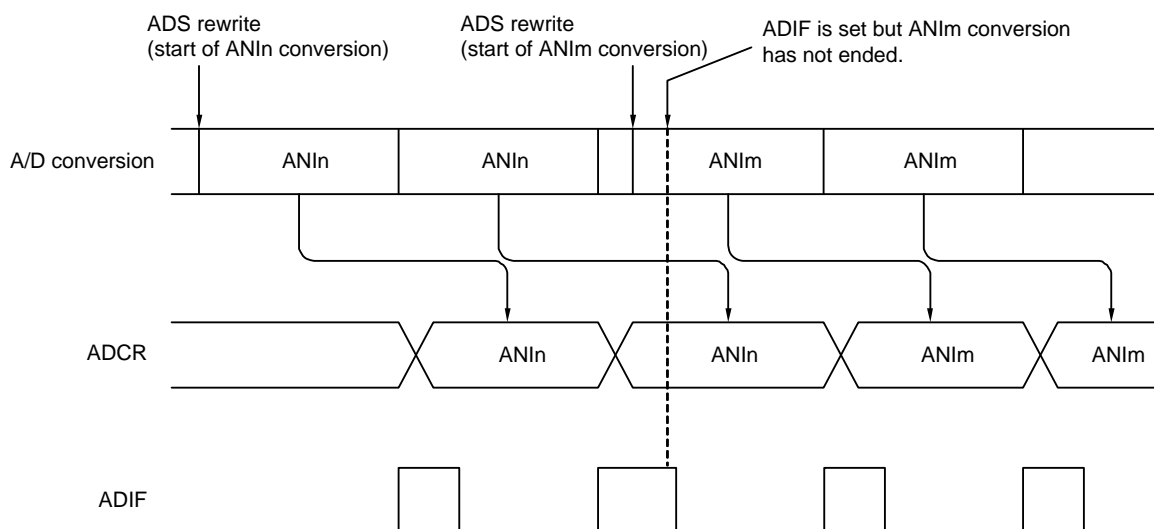 ADS rewrite
(start of ANIn conversion)
ADS rewrite
(start of ANIm conversion)
ADIF is set but ANIm conversion
has not ended.
A/D conversion
ANIn
ANIn
ANIm
ANIm
ADCR
ANIn
ANIn
ANIm
ANIm
ADIF